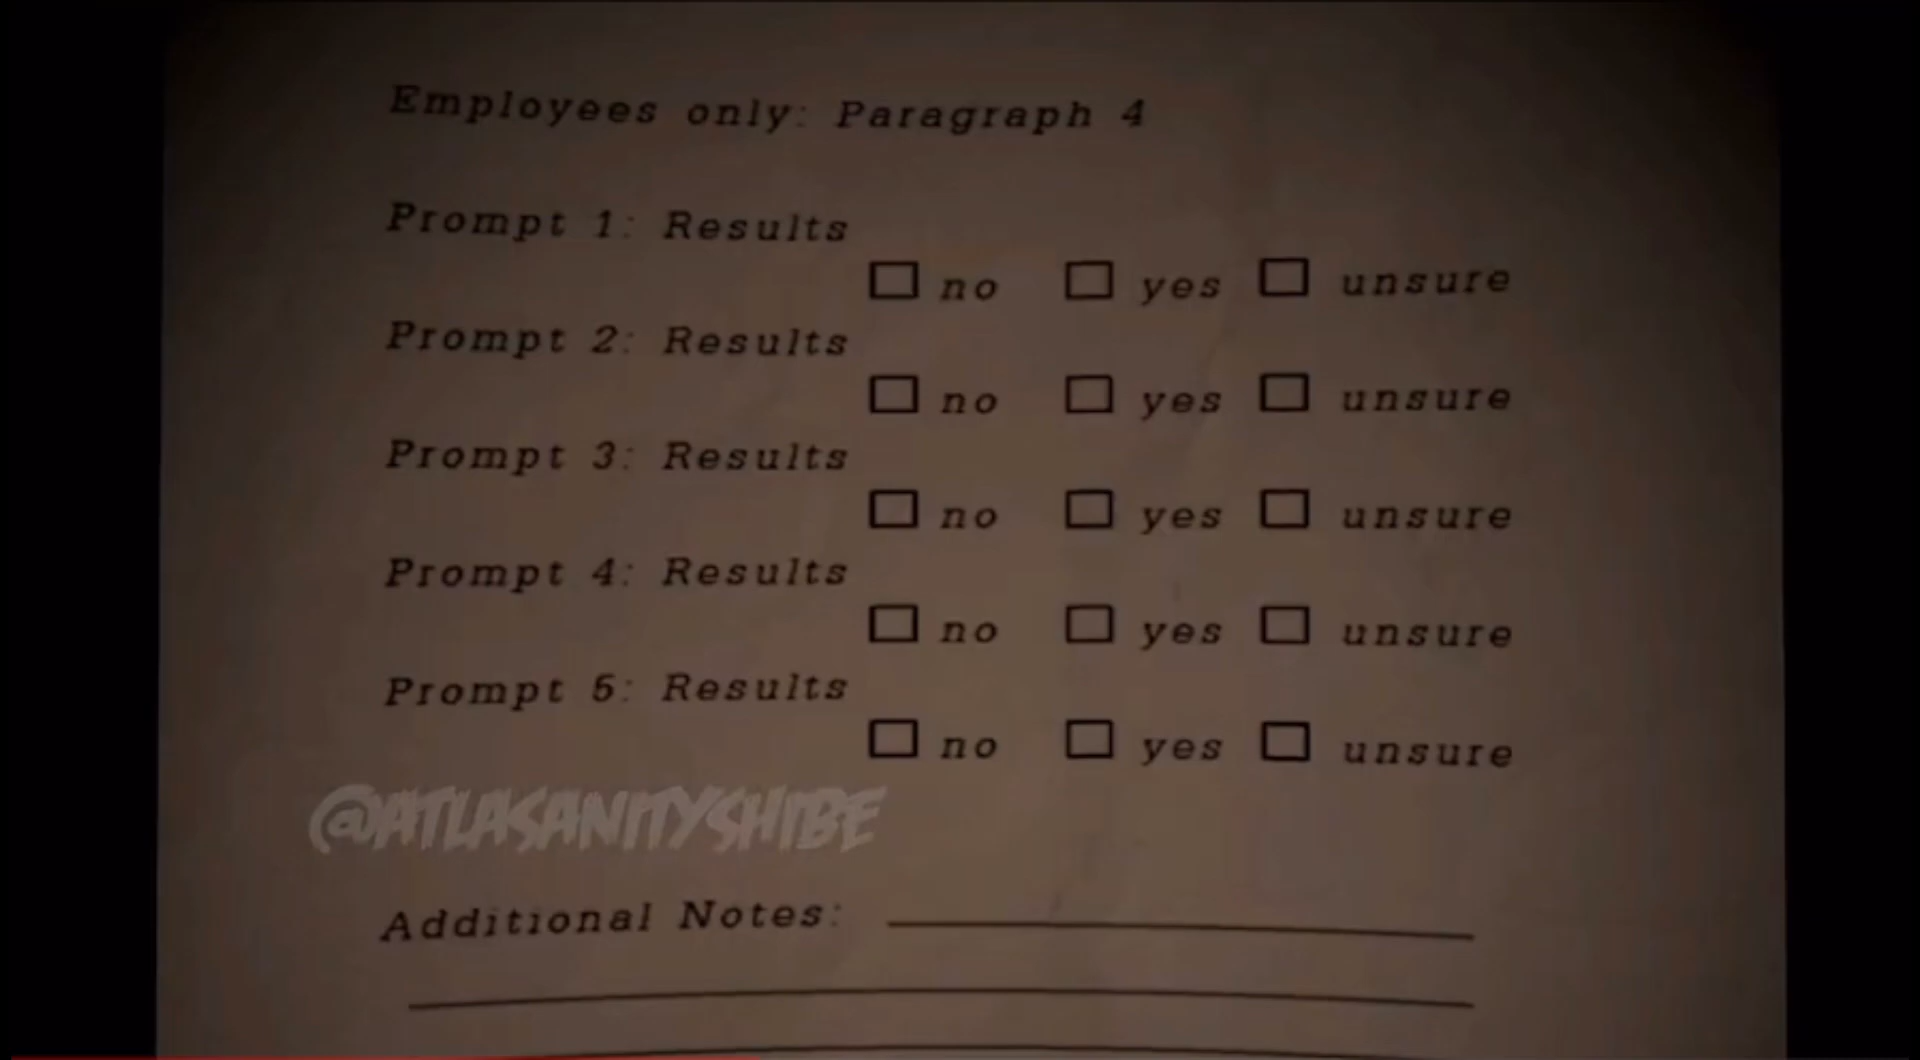 Employees only: Paragraph 4
Prompt 1: Results
no yes unsure
Prompt 2: Results
no yes unsure
Prompt 3: Results
no yes unsure
Prompt 4: Results
no yes unsure
Prompt 5: Results
no yes unsure
@ATLASANITYSHIBE
Additional Notes: